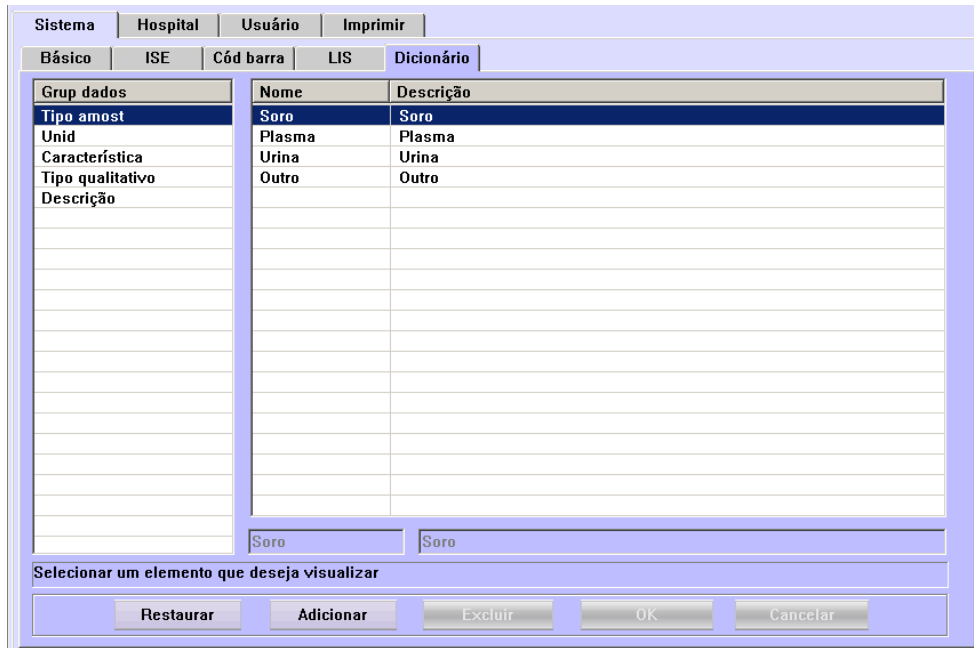 Sistema Hospital Usuário Imprimir
Básico ISE Cód barra LIS Dicionário
Grup dados Nome Descrição
Tipo amost Soro Soro
Unid Plasma Plasma
Característica Urina Urina
Tipo qualitativo Outro Outro
Descrição
Soro Soro
Selecionar um elemento que deseja visualizar
Restaurar Adicionar Excluir OK Cancelar